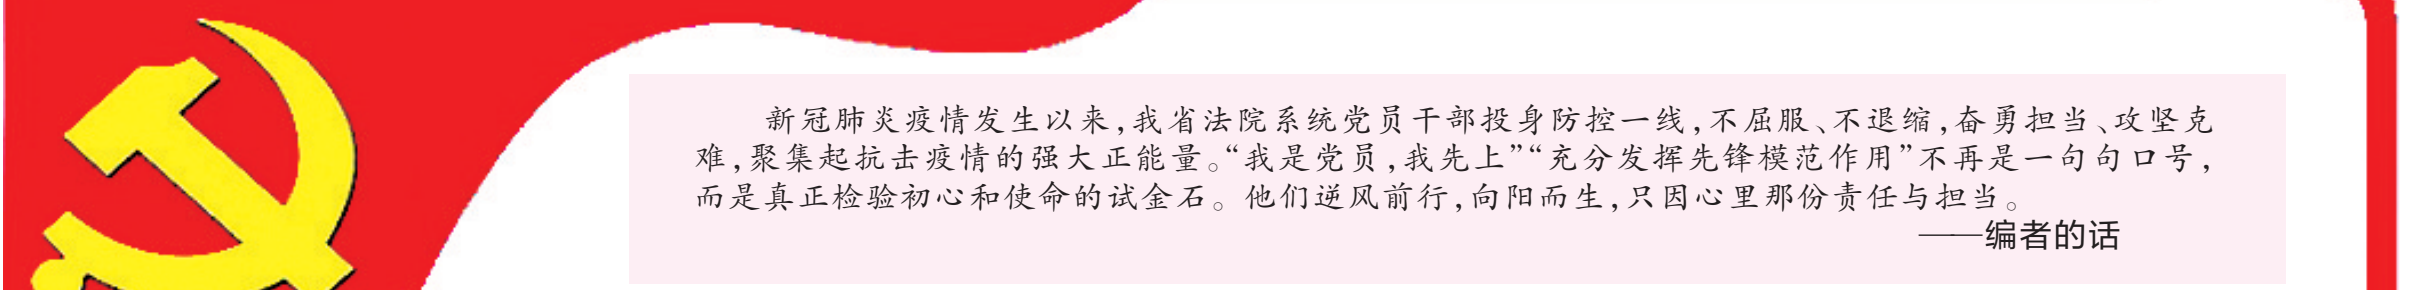 新冠肺炎疫情发生以来,我省法院系统党员干部投身防控一线,不屈服、不退缩,奋勇担当、攻坚克
难,聚集起抗击疫情的强大正能量。“我是党员,我先上”“充分发挥先锋模范作用”不再是一句句口号,
而是真正检验初心和使命的试金石。他们逆风前行,向阳而生,只因心里那份责任与担当。
——编者的话